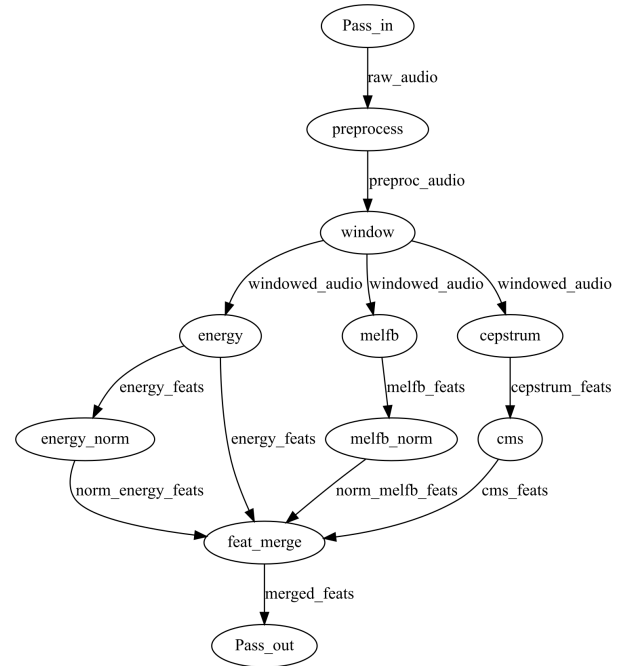 Pass_in
raw_audio
preprocess
preproc_audio
window
windowed_audio windowed_audio windowed_audio
energy melfb cepstrum
energy_feats melfb_feats cepstrum_feats
energy_norm energy_feats melfb_norm cms
norm_energy_feats norm_melfb_feats cms_feats
feat_merge
merged_feats
Pass_out